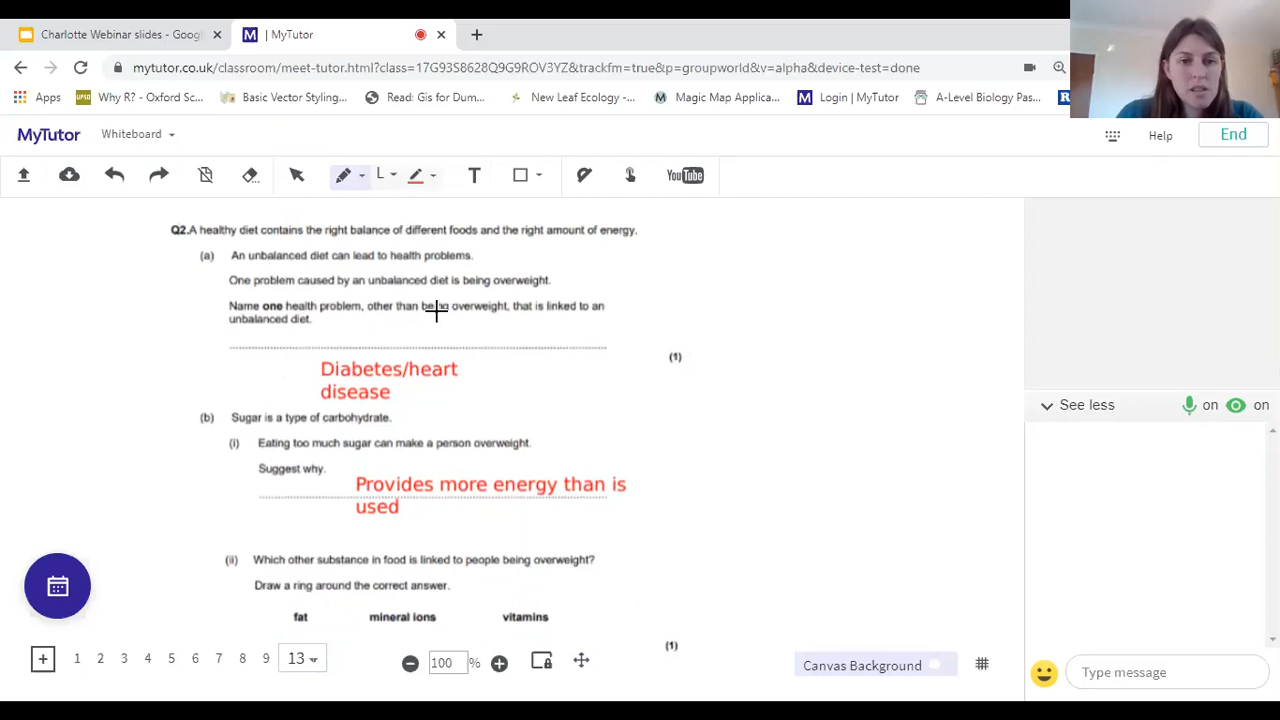 Charlotte Webinar slides - Goog
| MyTutor
mytutor.co.uk/classroom/meet-tutor.html?class=17G93S8628Q9G9ROV3YZ&trackfm=true&p=groupworld&v=alpha&device-test=done
Apps
Why R? - Oxford Sc...
Basic Vector Styling...
Read: Gis for Dum...
New Leaf Ecology -...
Magic Map Applica...
Login | MyTutor
A-Level Biology Pas...
MyTutor
Whiteboard
Help
End
L
T
YouTube
Q2.A healthy diet contains the right balance of different foods and the right amount of energy.
(a) An unbalanced diet can lead to health problems.
One problem caused by an unbalanced diet is being overweight.
Name one health problem, other than being overweight, that is linked to an
unbalanced diet.
(1)
Diabetes/heart
disease
(b) Sugar is a type of carbohydrate.
(i) Eating too much sugar can make a person overweight.
Suggest why.
Provides more energy than is
used
(ii) Which other substance in food is linked to people being overweight?
Draw a ring around the correct answer.
fat mineral ions vitamins
(1)
See less
on
on
1 2 3 4 5 6 7 8 9 13
100 %
Canvas Background
Type message